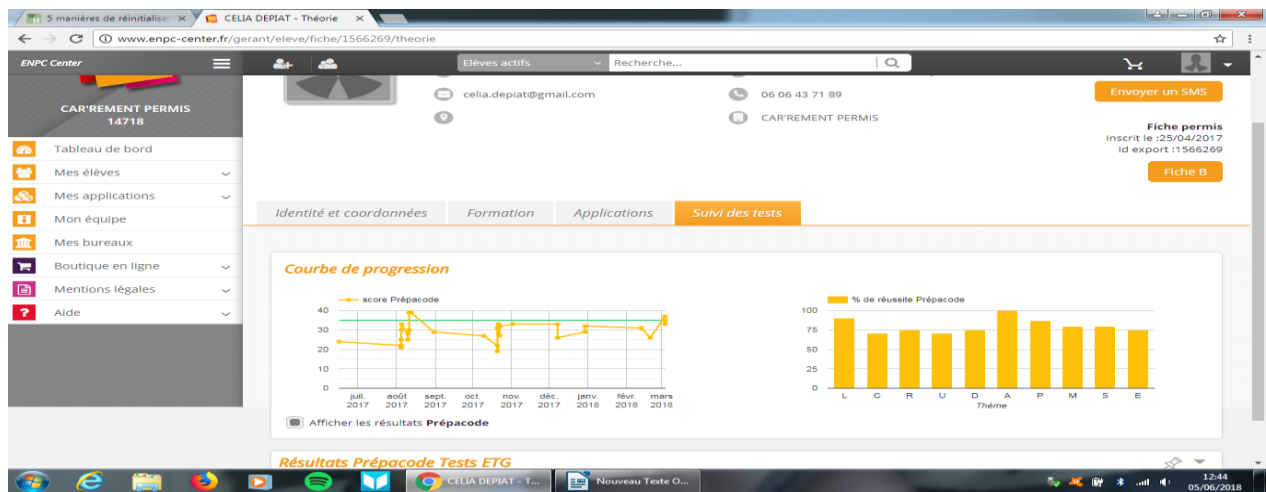 5 manières de réinitialiser
CELIA DEPIAT - Théorie
www.enpc-center.fr/gerant/eleve/fiche/1566269/theorie
ENPC Center
Elèves actifs
Recherche...
CAR'REMENT PERMIS
14718
celia.depiat@gmail.com
06 06 43 71 89
CAR'REMENT PERMIS
Envoyer un SMS
Fiche permis
Inscrit le :25/04/2017
Id export :1566269
Fiche B
Tableau de bord
Mes élèves
Mes applications
Mon équipe
Mes bureaux
Boutique en ligne
Mentions légales
Aide
Identité et coordonnées
Formation
Applications
Suivi des tests
Courbe de progression
score Prépacode
40
30
20
10
0
juil. août sept. oct. nov. déc. janv. févr. mars
2017 2017 2017 2017 2017 2017 2018 2018 2018
Afficher les résultats Prépacode
% de réussite Prépacode
100
75
50
25
0
L C R U D A P M S E
Thème
Résultats Prépacode Tests ETG
CELIA DEPIAT - T...
Nouveau Texte O...
12:44
05/06/2018